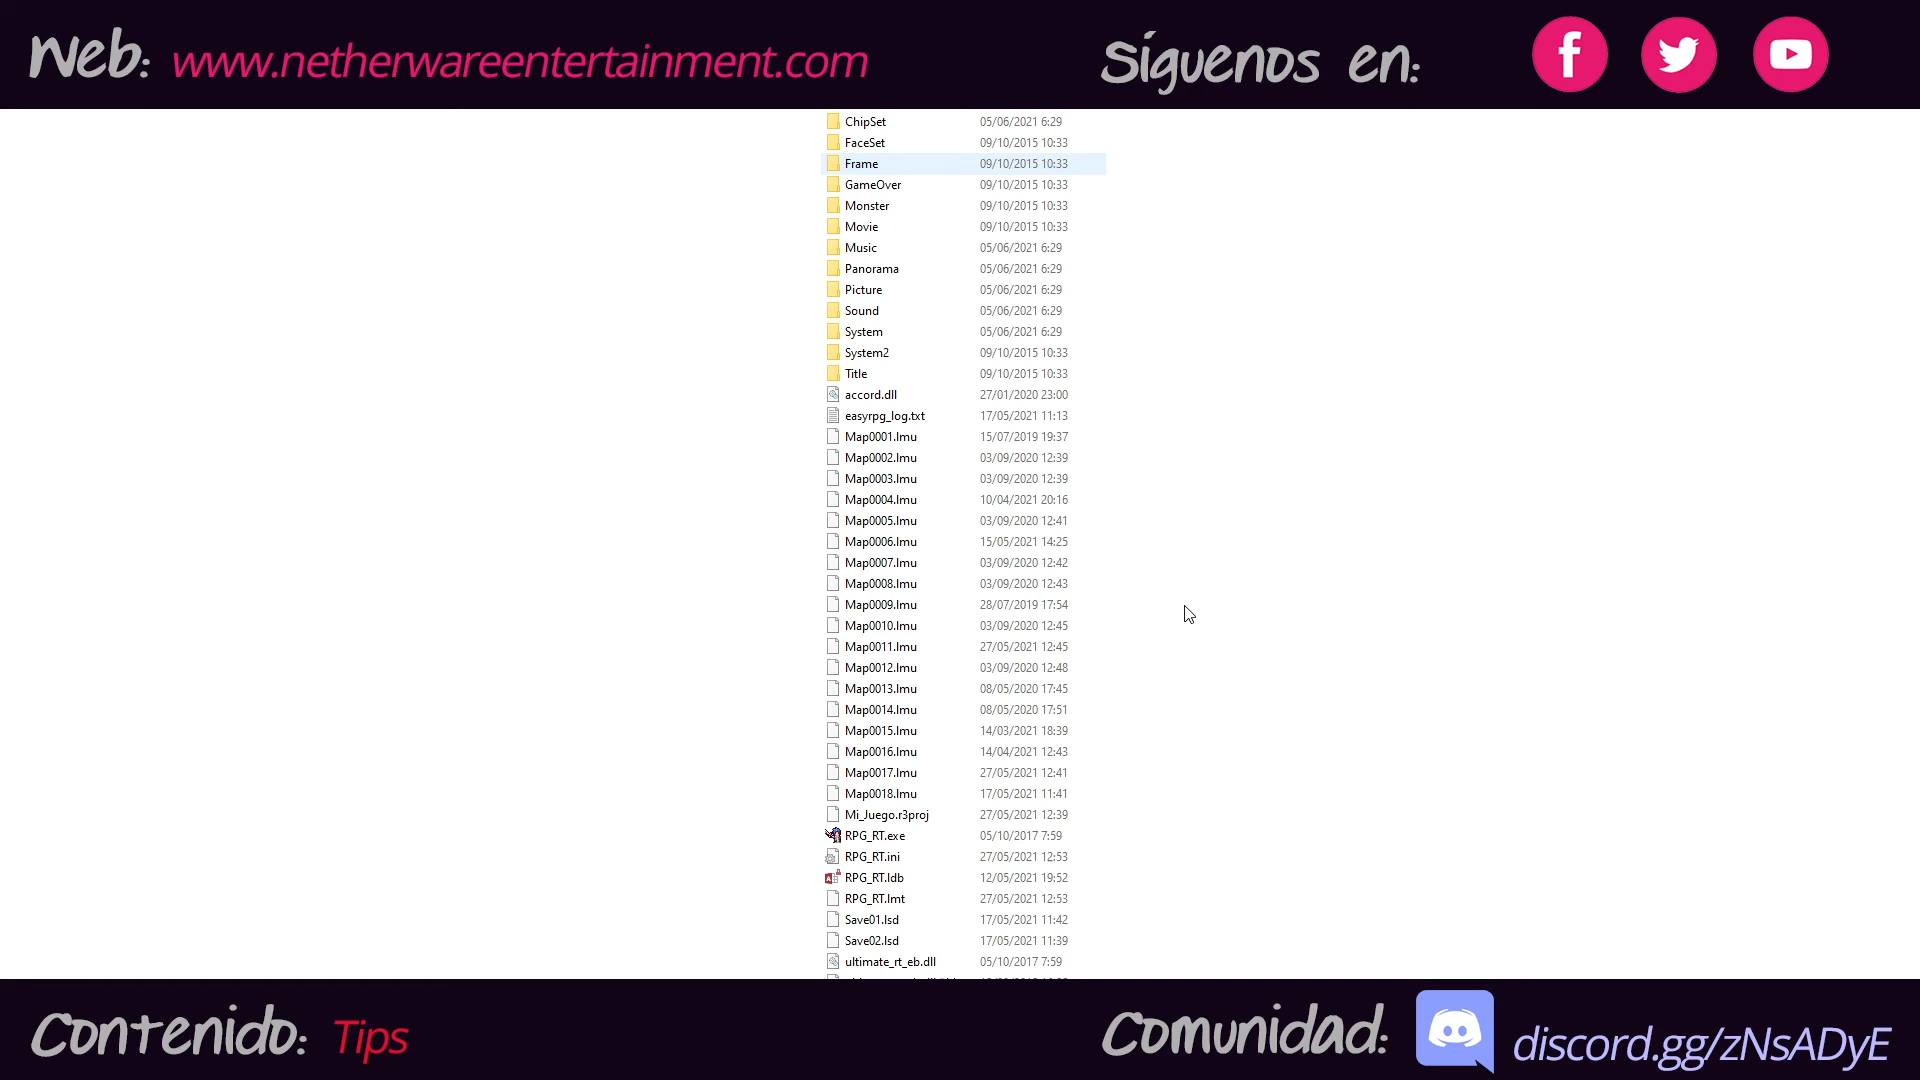 Web: www.netherwareentertainment.com
Síguenos en:
ChipSet 05/06/2021 6:29
FaceSet 09/10/2015 10:33
Frame 09/10/2015 10:33
GameOver 09/10/2015 10:33
Monster 09/10/2015 10:33
Movie 09/10/2015 10:33
Music 05/06/2021 6:29
Panorama 05/06/2021 6:29
Picture 05/06/2021 6:29
Sound 05/06/2021 6:29
System 05/06/2021 6:29
System2 09/10/2015 10:33
Title 09/10/2015 10:33
accord.dll 27/01/2020 23:00
easyrpg_log.txt 17/05/2021 11:13
Map0001.lmu 15/07/2019 19:37
Map0002.lmu 03/09/2020 12:39
Map0003.lmu 03/09/2020 12:39
Map0004.lmu 10/04/2021 20:16
Map0005.lmu 03/09/2020 12:41
Map0006.lmu 15/05/2021 14:25
Map0007.lmu 03/09/2020 12:42
Map0008.lmu 03/09/2020 12:43
Map0009.lmu 28/07/2019 17:54
Map0010.lmu 03/09/2020 12:45
Map0011.lmu 27/05/2021 12:45
Map0012.lmu 03/09/2020 12:48
Map0013.lmu 08/05/2020 17:45
Map0014.lmu 08/05/2020 17:51
Map0015.lmu 14/03/2021 18:39
Map0016.lmu 14/04/2021 12:43
Map0017.lmu 27/05/2021 12:41
Map0018.lmu 17/05/2021 11:41
Mi_Juego.r3proj 27/05/2021 12:39
RPG_RT.exe 05/10/2017 7:59
RPG_RT.ini 27/05/2021 12:53
RPG_RT.ldb 12/05/2021 19:52
RPG_RT.lmt 27/05/2021 12:53
Save01.lsd 17/05/2021 11:42
Save02.lsd 17/05/2021 11:39
ultimate_rt_eb.dll 05/10/2017 7:59
Contenido: Tips
Comunidad: discord.gg/zNsADyE